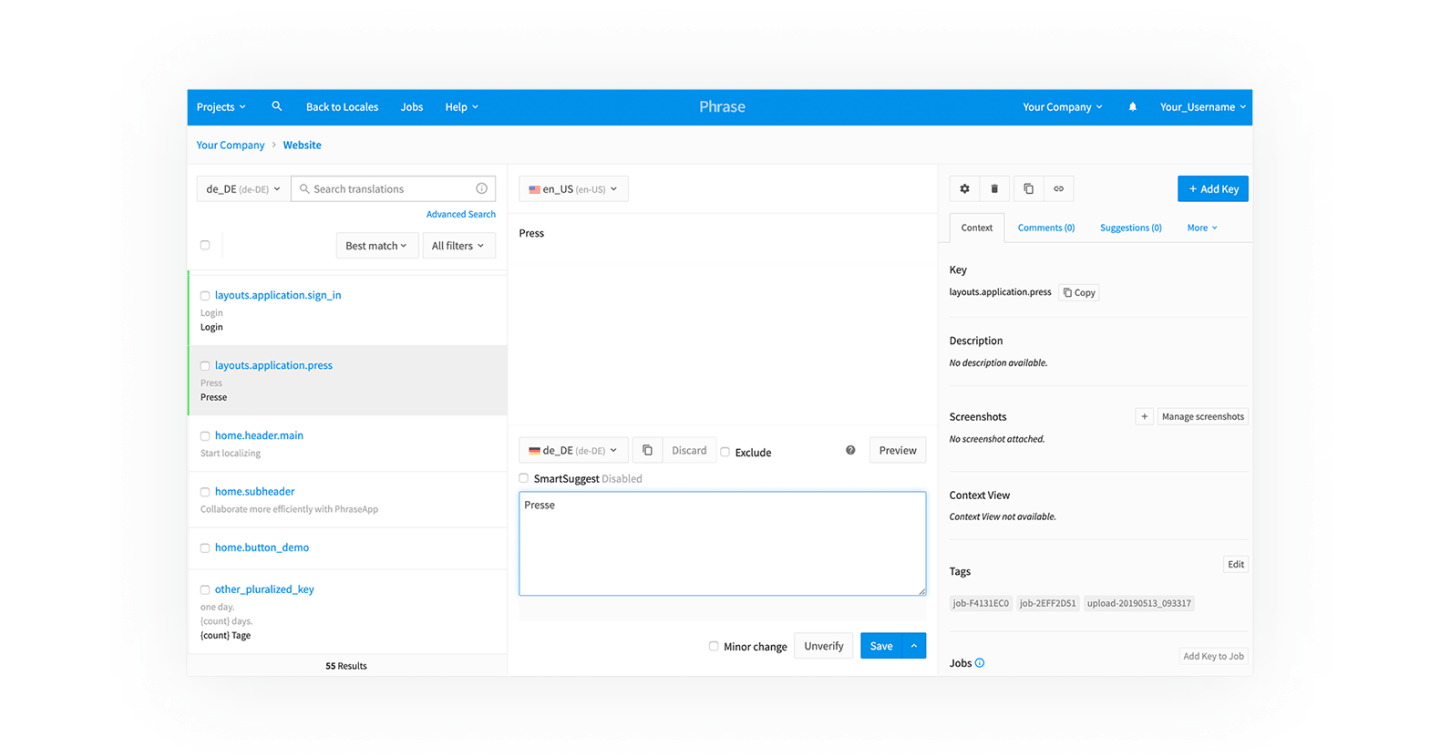 Projects Back to Locales Jobs Help Phrase Your Company Your_Username
Your Company > Website
de_DE (de-DE) Search translations
Advanced Search
Best match All filters
layouts.application.sign_in
Login
Login
layouts.application.press
Press
Presse
home.header.main
Start localizing
home.subheader
Collaborate more efficiently with PhraseApp
home.button_demo
other_pluralized_key
one day.
{count} days.
{count} Tage
55 Results
en_US (en-US)
Press
de_DE (de-DE) Discard Exclude Preview
SmartSuggest Disabled
Presse
Minor change Unverify Save
+ Add Key
Context Comments (0) Suggestions (0) More
Key
layouts.application.press Copy
Description
No description available.
Screenshots + Manage screenshots
No screenshot attached.
Context View
Context View not available.
Tags Edit
job-F4131EC0 job-2EFF2D51 upload-20190513_093317
Jobs Add Key to Job